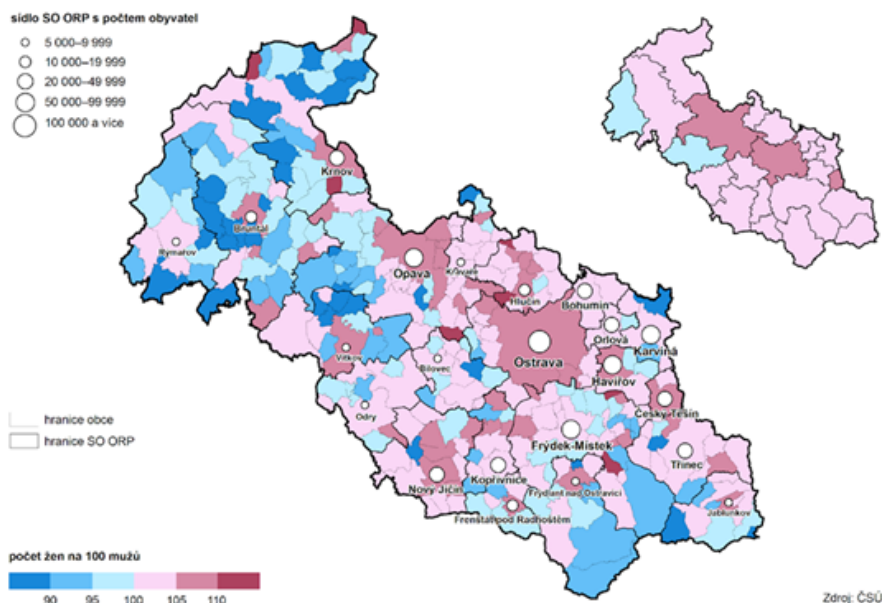 sídlo SO ORP s počtem obyvatel
5 000–9 999
10 000–19 999
20 000–49 999
50 000–99 999
100 000 a více
Krnov
Bruntál
Rýmařov
Opava
Kravaře
Hlučín
Bohumín
Orlová
Karviná
Ostrava
Havířov
Vítkov
Bílovec
Český Těšín
Odry
hranice obce
hranice SO ORP
Frýdek-Místek
Třinec
Nový Jičín
Kopřivnice
Frýdlant nad Ostravicí
Jablunkov
Frenštát pod Radhoštěm
počet žen na 100 mužů
90 95 100 105 110
Zdroj: ČSÚ